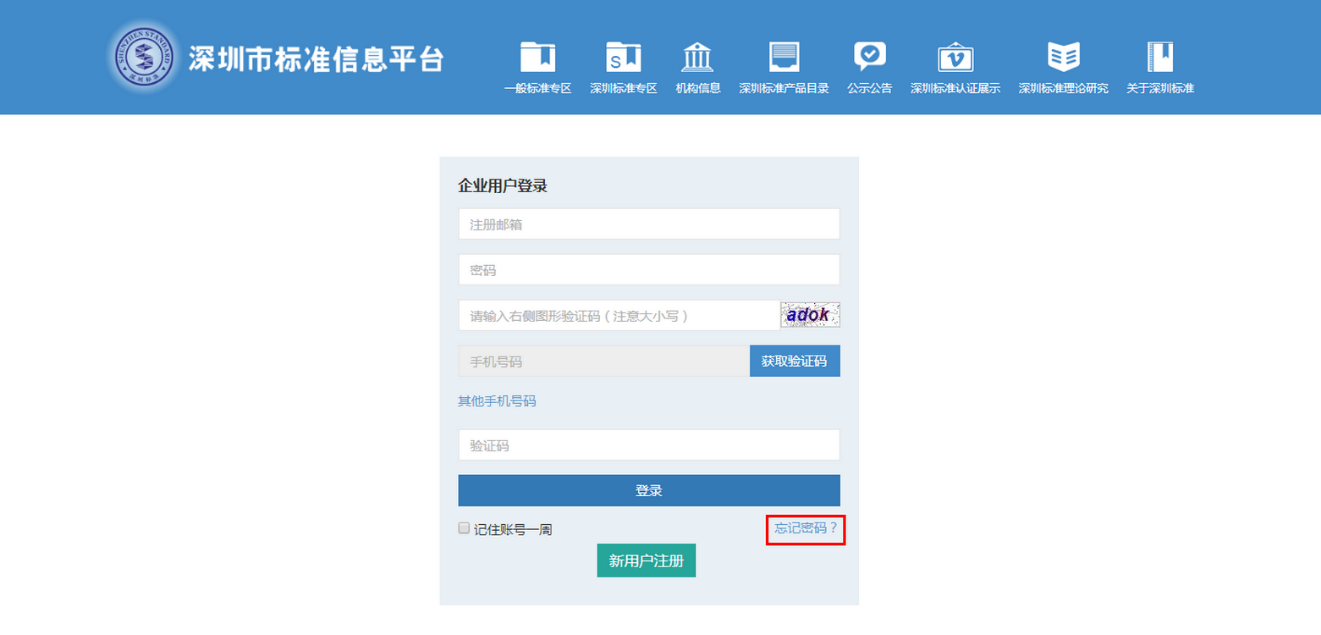 深圳市标准信息平台
一般标准专区 深圳标准专区 机构信息 深圳标准产品目录 公示公告 深圳标准认证展示 深圳标准理论研究 关于深圳标准
企业用户登录
注册邮箱
密码
请输入右侧图形验证码（注意大小写） adok
手机号码 获取验证码
其他手机号码
验证码
登录
记住账号一周 忘记密码？
新用户注册